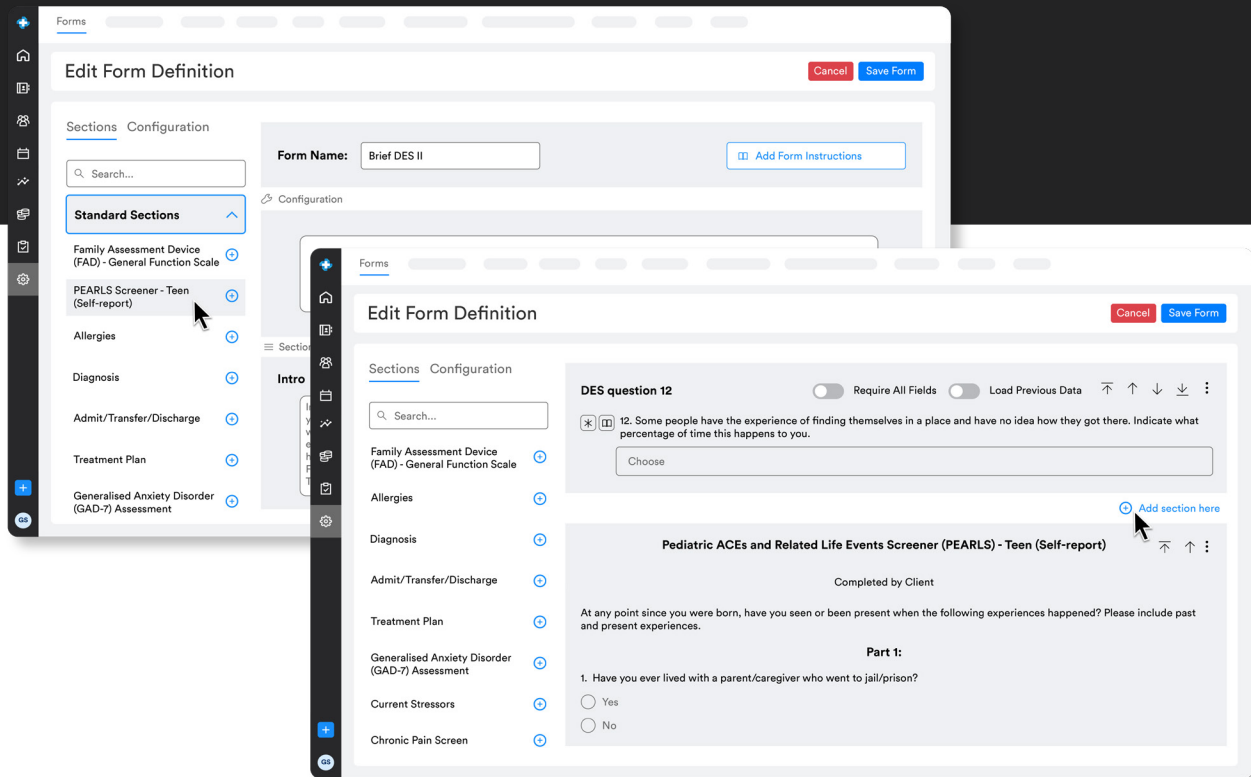 Forms
Edit Form Definition
Cancel
Save Form
Sections
Configuration
Search...
Form Name:
Brief DES II
Add Form Instructions
Configuration
Standard Sections
Family Assessment Device
(FAD) - General Function Scale
PEARLS Screener - Teen
(Self-report)
Allergies
Diagnosis
Admit/Transfer/Discharge
Treatment Plan
Generalised Anxiety Disorder
(GAD-7) Assessment
Intro
GS
Forms
Edit Form Definition
Cancel
Save Form
Sections
Configuration
Search...
Family Assessment Device
(FAD) - General Function Scale
Allergies
Diagnosis
Admit/Transfer/Discharge
Treatment Plan
Generalised Anxiety Disorder
(GAD-7) Assessment
Current Stressors
Chronic Pain Screen
GS
DES question 12
Require All Fields
Load Previous Data
12. Some people have the experience of finding themselves in a place and have no idea how they got there. Indicate what
percentage of time this happens to you.
Choose
Add section here
Pediatric ACEs and Related Life Events Screener (PEARLS) - Teen (Self-report)
Completed by Client
At any point since you were born, have you seen or been present when the following experiences happened? Please include past
and present experiences.
Part 1:
1. Have you ever lived with a parent/caregiver who went to jail/prison?
Yes
No